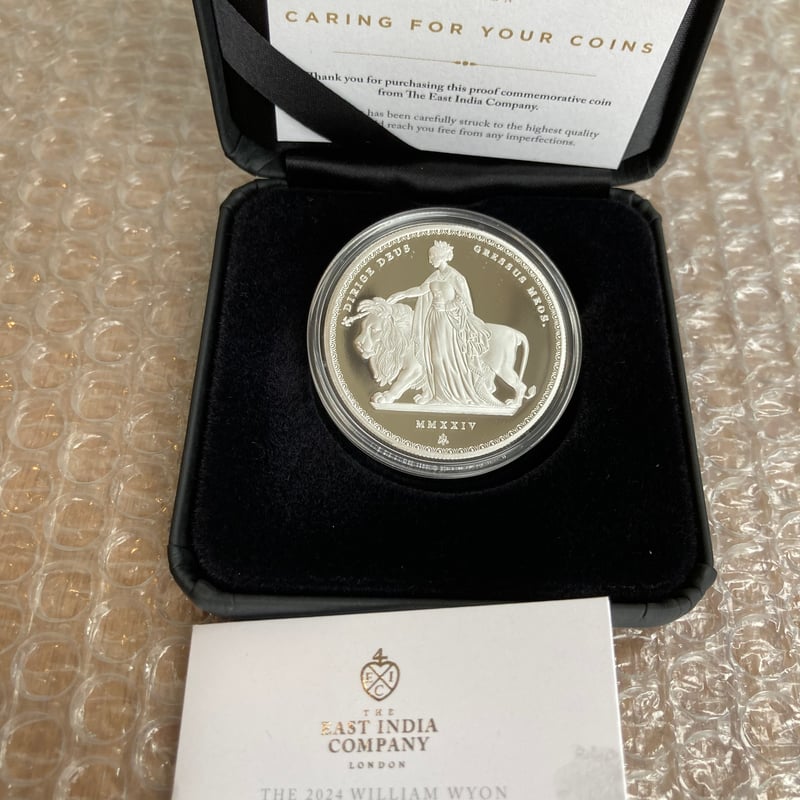 CARING FOR YOUR COINS
Thank you for purchasing this proof commemorative coin
from The East India Company.
has been carefully struck to the highest quality
reach you free from any imperfections.
DIRIGE DEUS GRESSUS MEOS.
MMXXIV
4
E I C
THE
EAST INDIA
COMPANY
LONDON
THE 2024 WILLIAM WYON